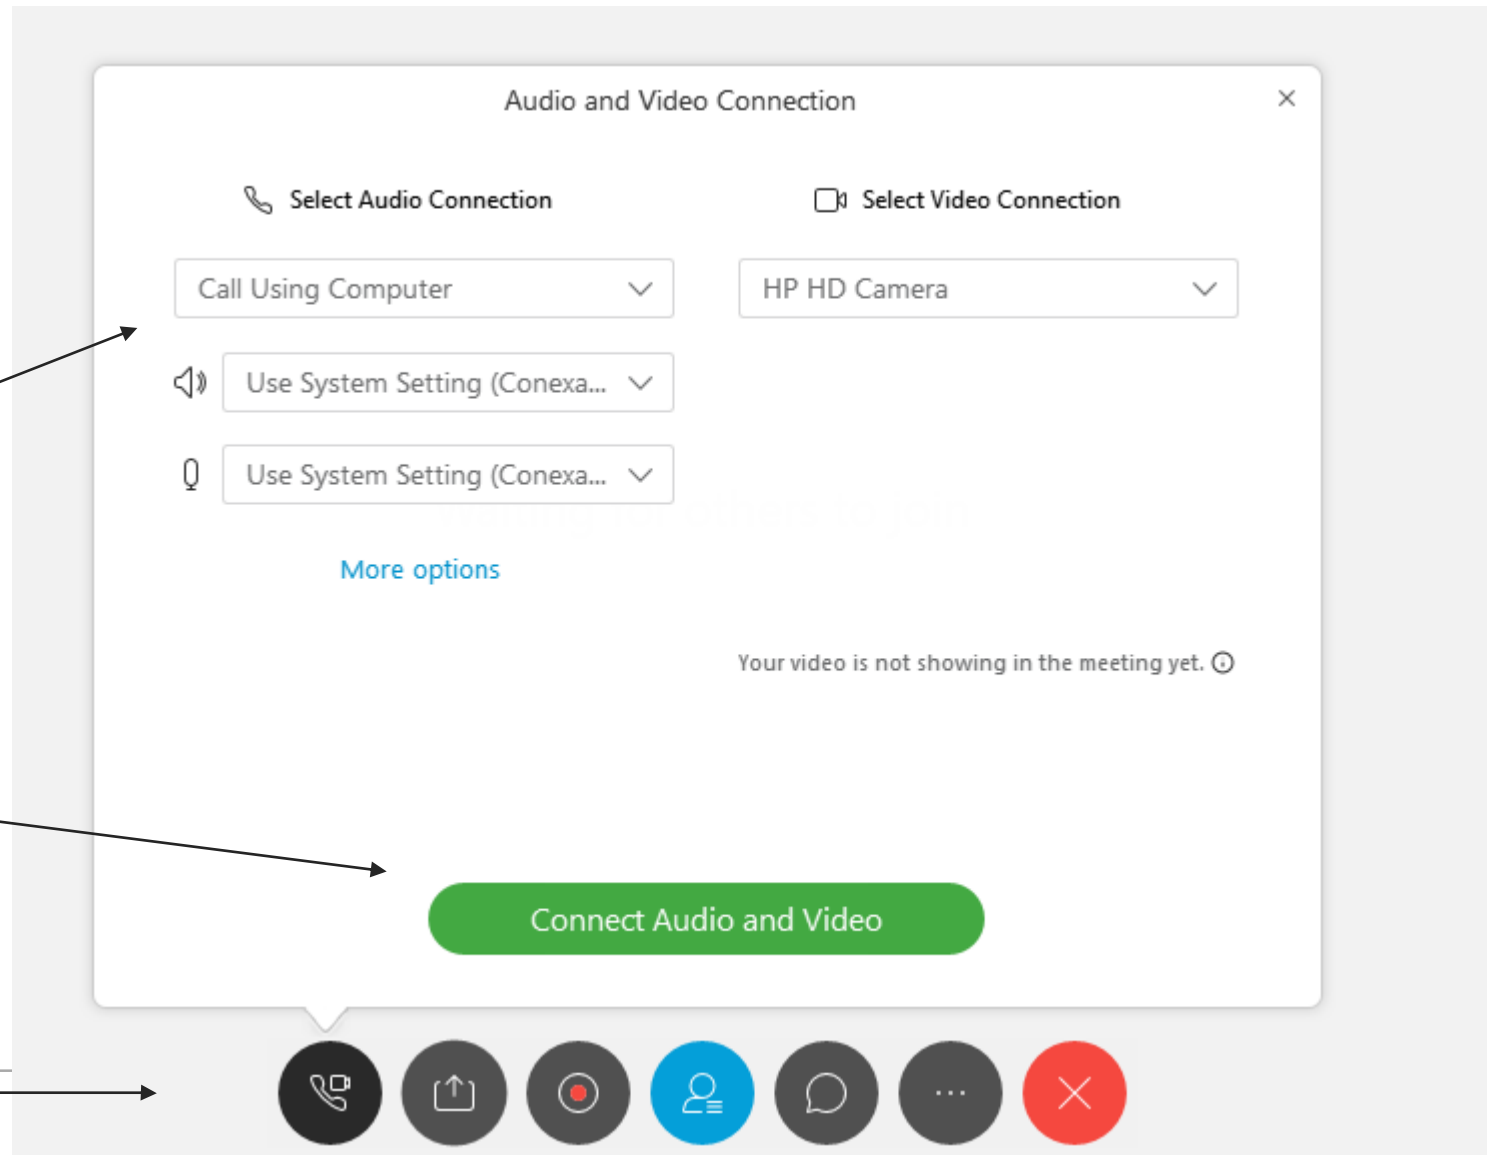 Audio and Video Connection
Select Audio Connection
Select Video Connection
Call Using Computer
HP HD Camera
Use System Setting (Conexa...
Use System Setting (Conexa...
More options
Your video is not showing in the meeting yet.
Connect Audio and Video